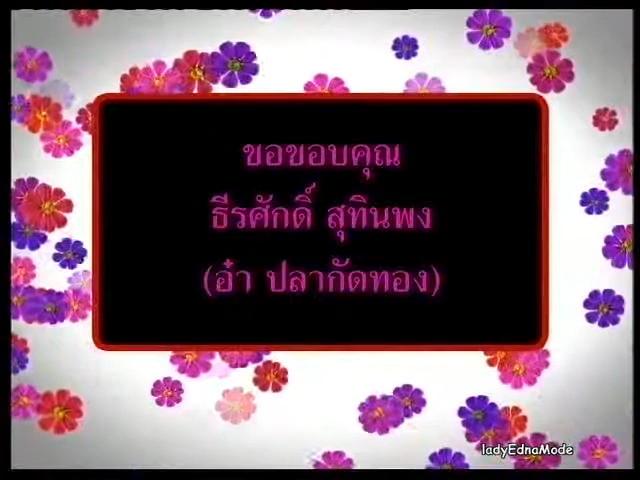 ขอขอบคุณ
ธีรศักดิ์ สุทินพง
(อ๋ำ ปลากัดทอง)
ladyEdnaMode